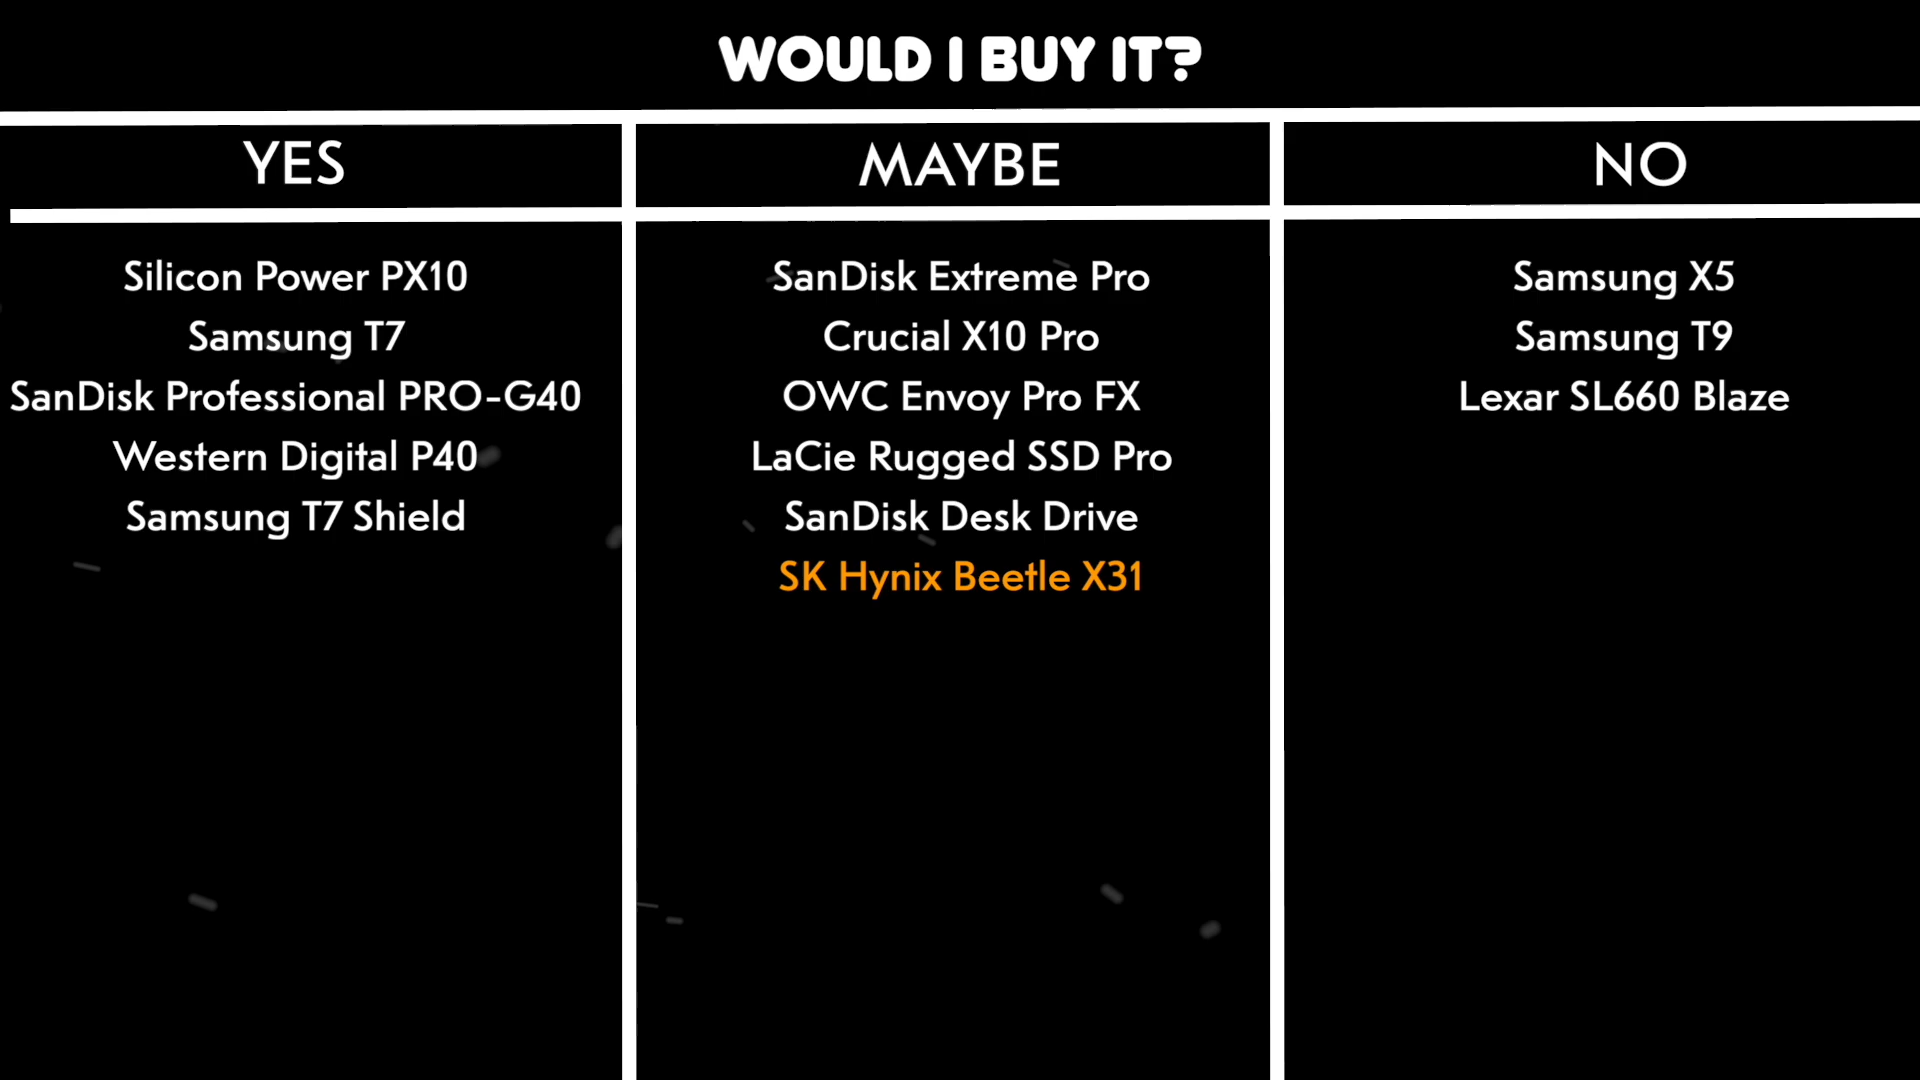 WOULD I BUY IT?
YES
MAYBE
NO
Silicon Power PX10
Samsung T7
SanDisk Professional PRO-G40
Western Digital P40
Samsung T7 Shield
SanDisk Extreme Pro
Crucial X10 Pro
OWC Envoy Pro FX
LaCie Rugged SSD Pro
SanDisk Desk Drive
SK Hynix Beetle X31
Samsung X5
Samsung T9
Lexar SL660 Blaze